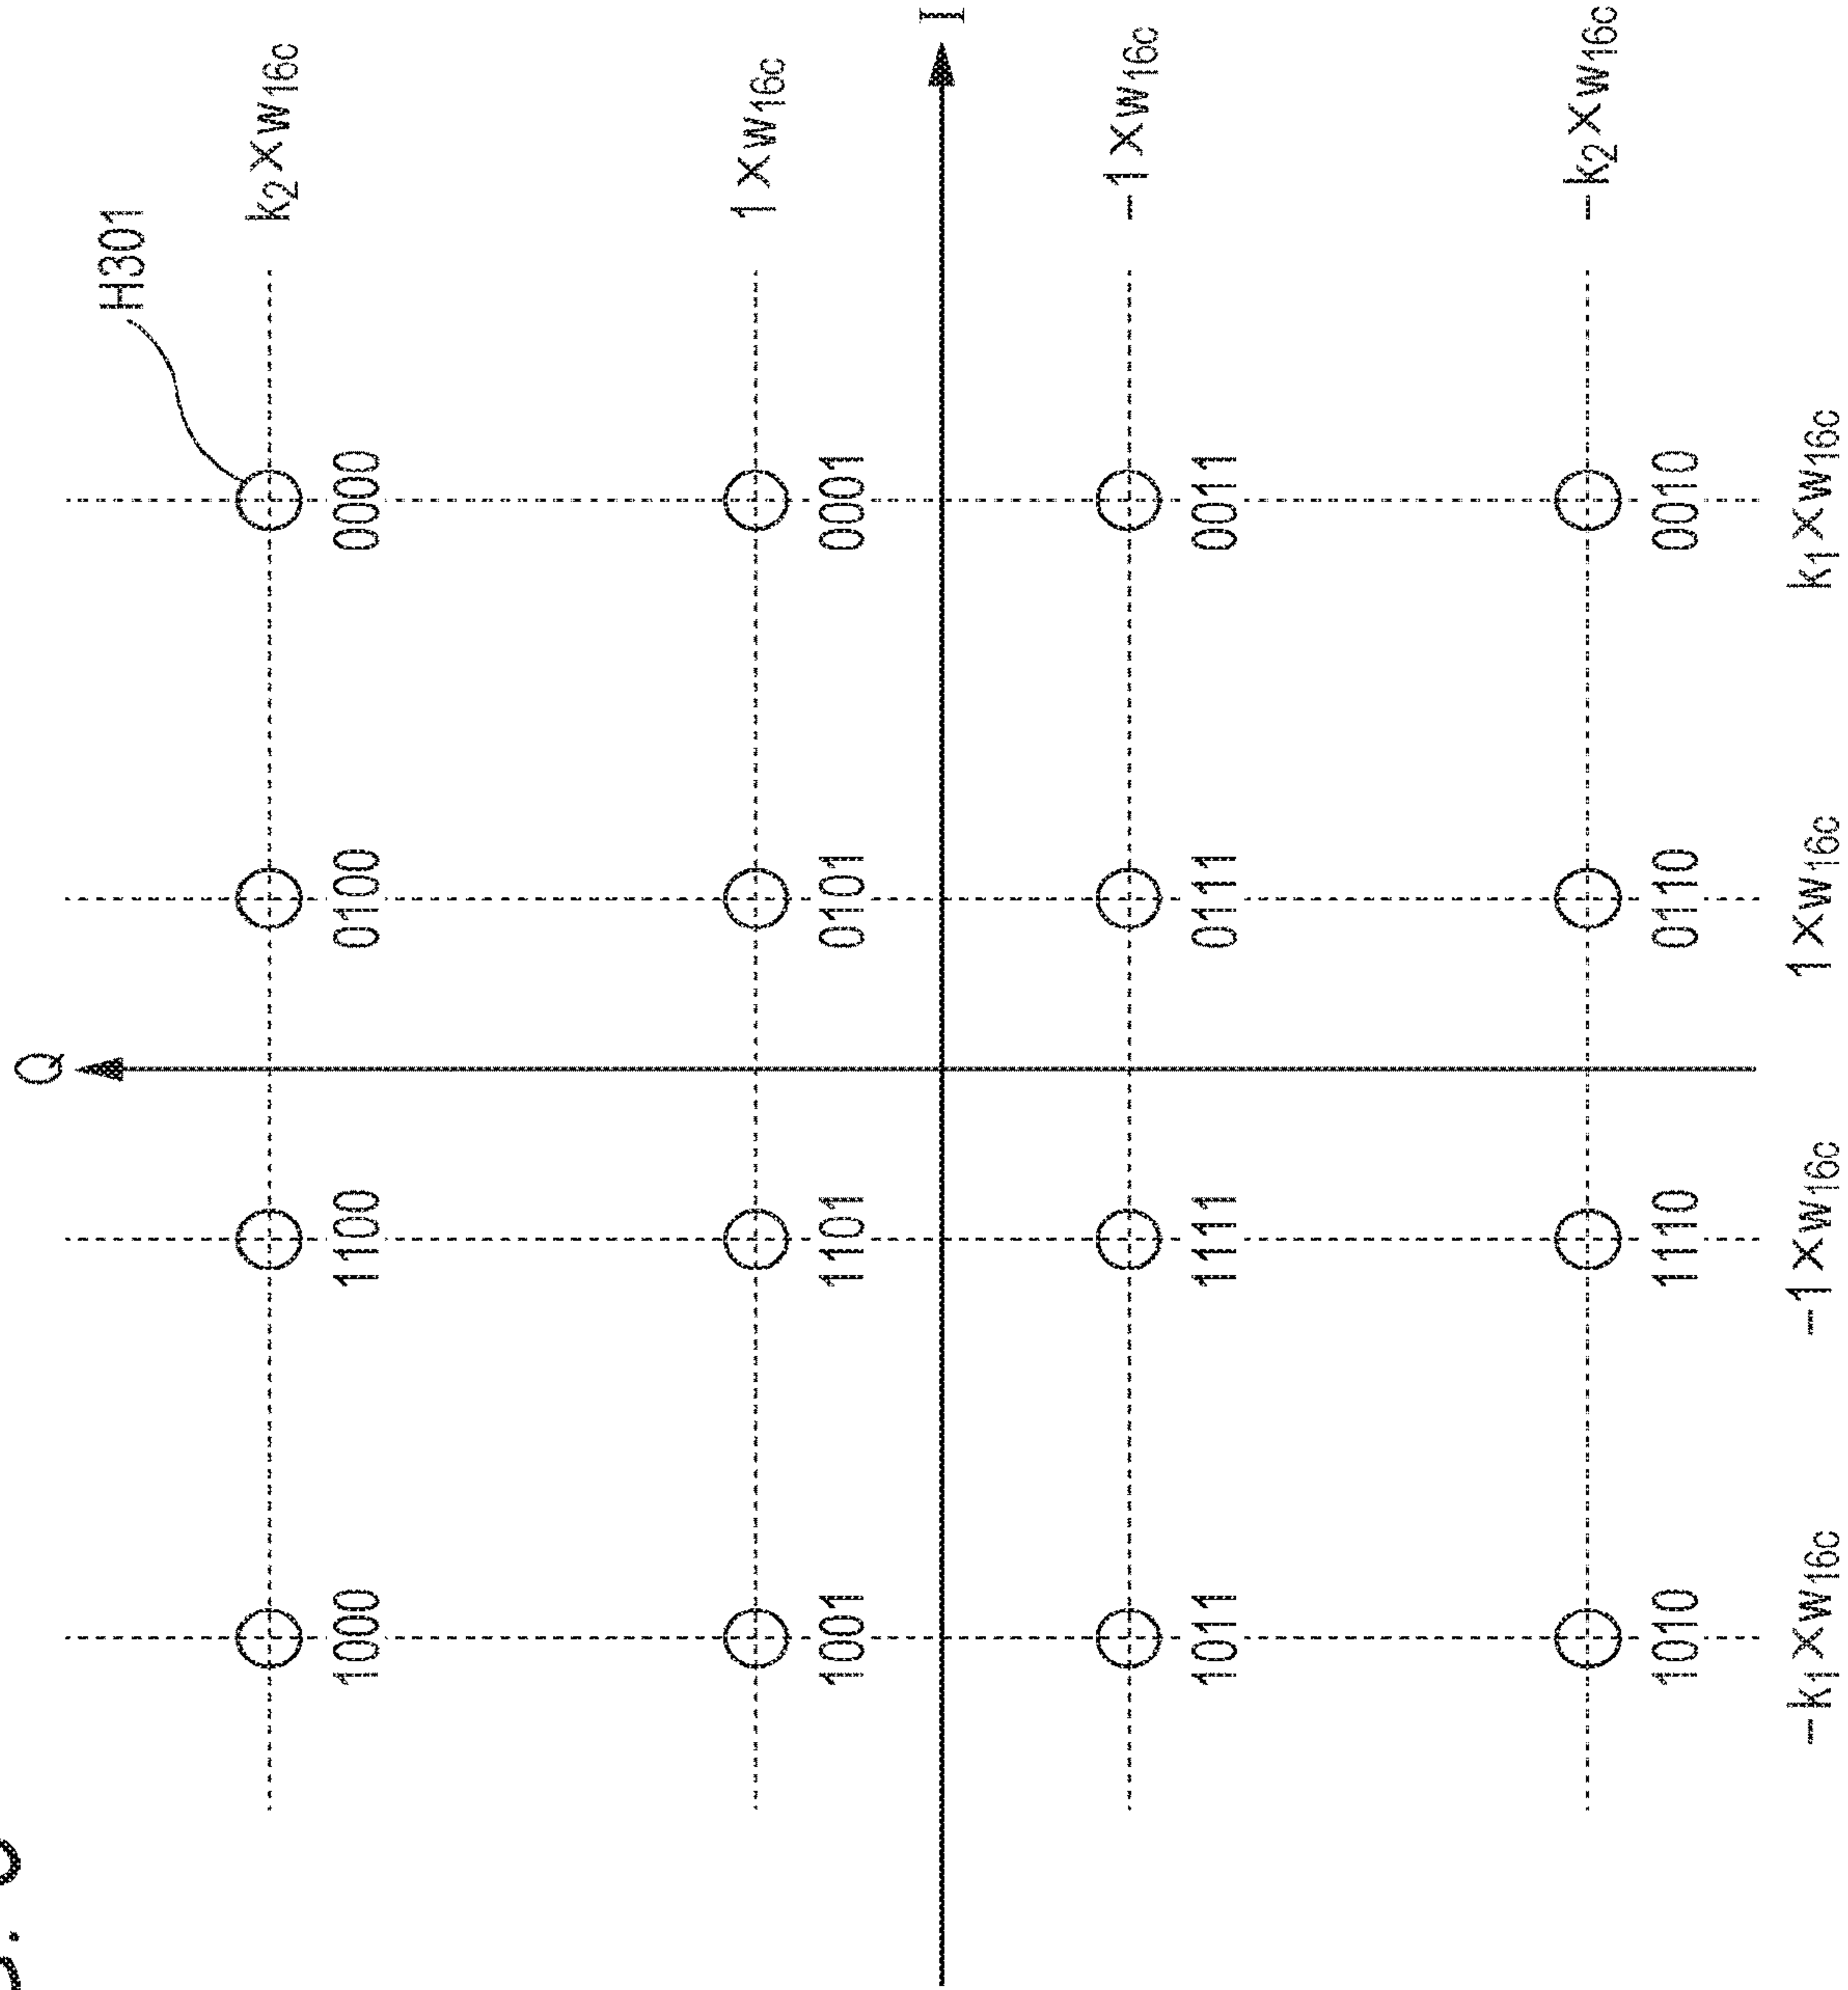 Q
H301
k₂×w₁₆c
1000 1100 0100 0000
1×w₁₆c
1001 1101 0101 0001
I
−1×w₁₆c
1011 1111 0111 0011
−k₂×w₁₆c
1010 1110 0110 0010
−k₁×w₁₆c −1×w₁₆c 1×w₁₆c k₁×w₁₆c